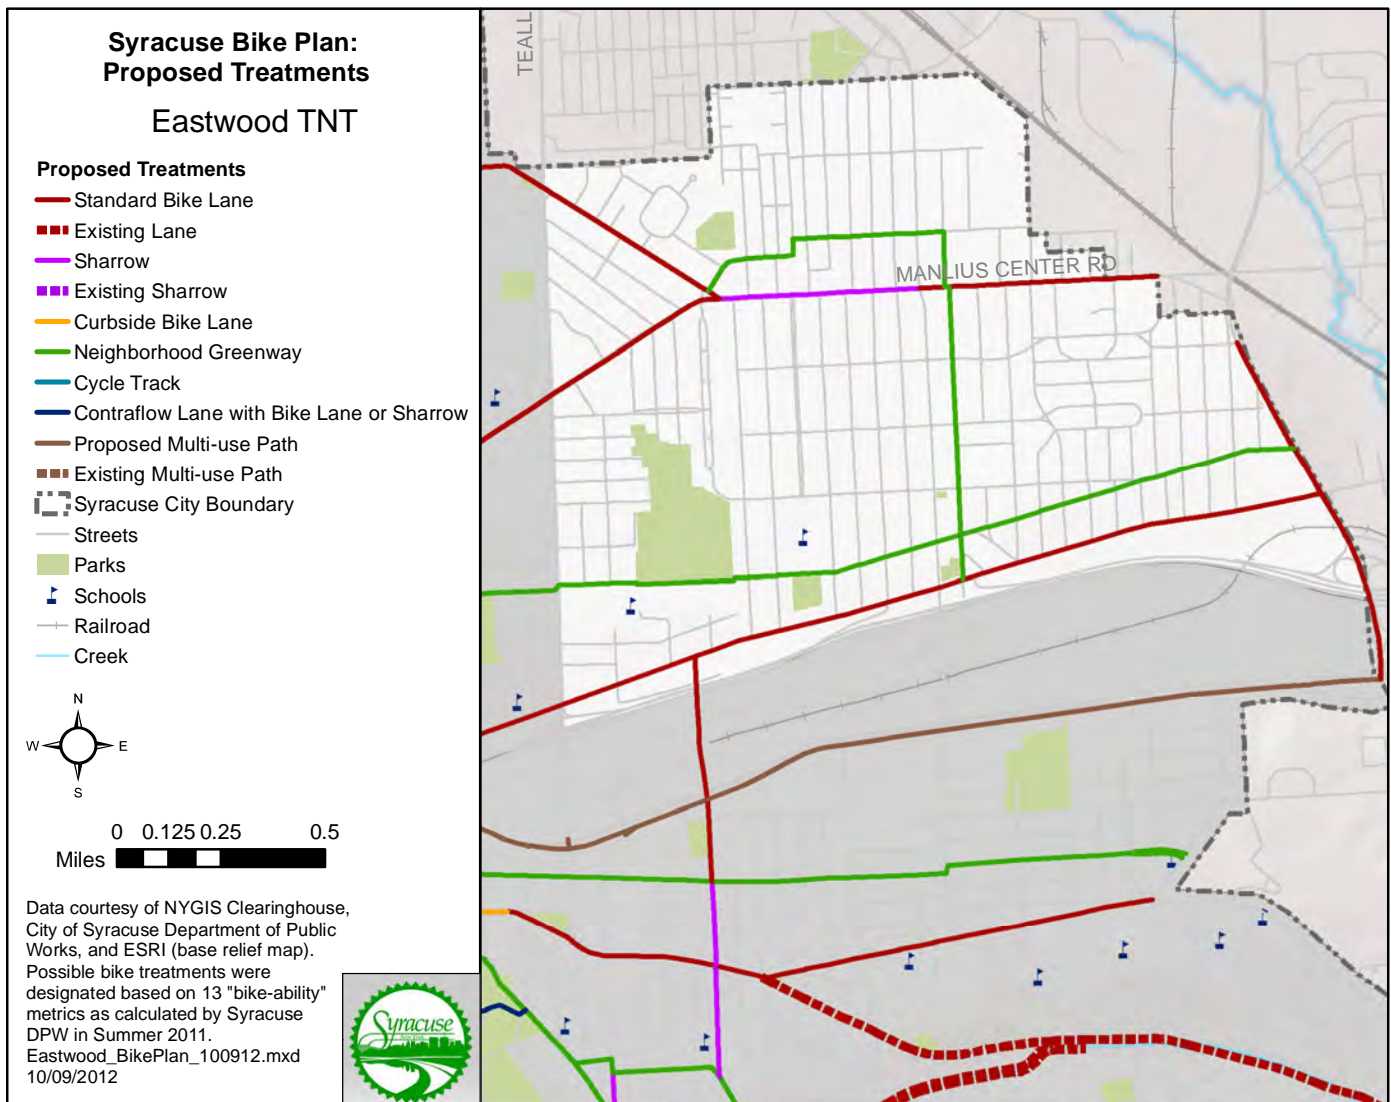 Syracuse Bike Plan:
Proposed Treatments
Eastwood TNT
Proposed Treatments
Standard Bike Lane
Existing Lane
Sharrow
Existing Sharrow
Curbside Bike Lane
Neighborhood Greenway
Cycle Track
Contraflow Lane with Bike Lane or Sharrow
Proposed Multi-use Path
Existing Multi-use Path
Syracuse City Boundary
Streets
Parks
Schools
Railroad
Creek
N
W E
S
0 0.125 0.25 0.5
Miles
Data courtesy of NYGIS Clearinghouse,
City of Syracuse Department of Public
Works, and ESRI (base relief map).
Possible bike treatments were
designated based on 13 "bike-ability"
metrics as calculated by Syracuse
DPW in Summer 2011.
Eastwood_BikePlan_100912.mxd
10/09/2012
Syracuse
TEALL
MANLIUS CENTER RD